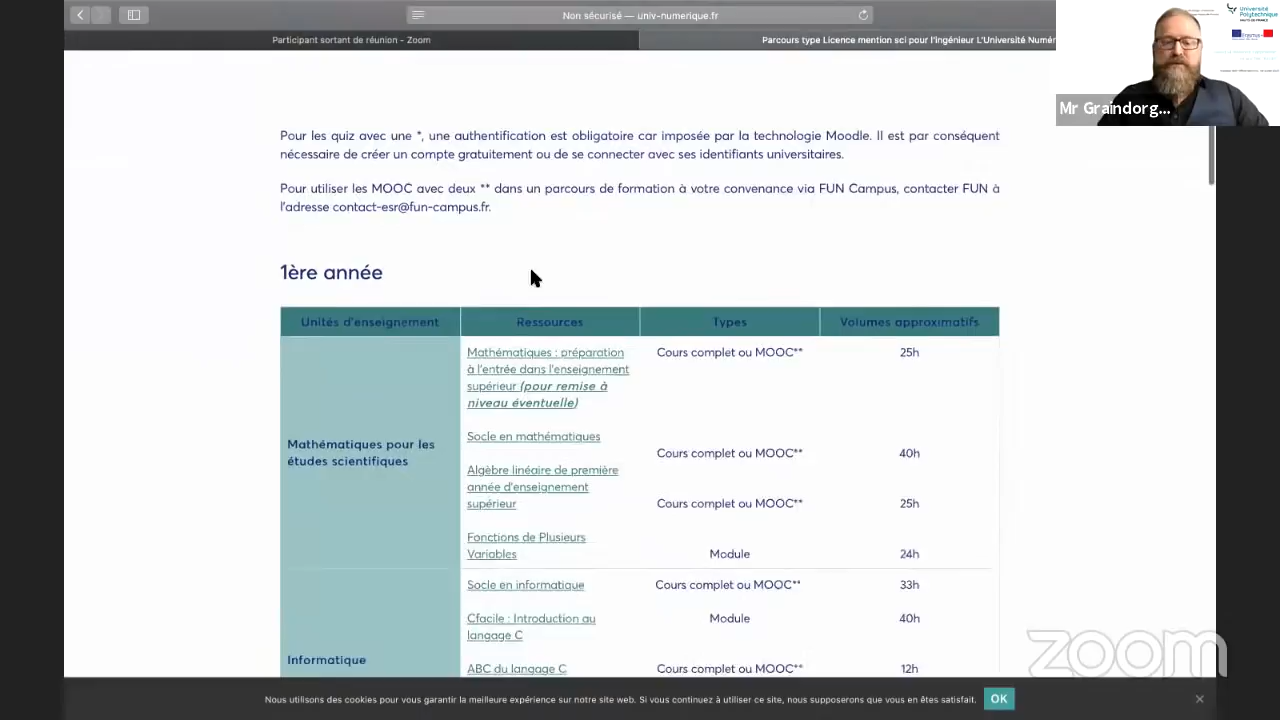 Non sécurisé — univ-numerique.fr
Participant sortant de réunion - Zoom
Parcours type Licence mention sci pour l'ingénieur L'Université Numér
Université
Polytechnique
HAUTS-DE-FRANCE
Erasmus+
Mr Graindorg...
Pour les quiz avec une *, une authentification est obligatoire car imposée par la technologie Moodle. Il est par conséquent
nécessaire de créer un compte gratuitement ou de se connecter avec ses identifiants universitaires.
Pour utiliser les MOOC avec deux ** dans un parcours de formation à votre convenance via FUN Campus, contacter FUN à
l'adresse contact-esr@fun-campus.fr.
1ère année
Unités d'enseignement Ressources Types Volumes approximatifs
Mathématiques pour les
études scientifiques
Mathématiques : préparation
à l'entrée dans l'enseignement
supérieur (pour remise à
niveau éventuelle)
Cours complet ou MOOC** 25h
Socle en mathématiques
Cours complet ou MOOC** 40h
Algèbre linéaire de première
année d'enseignement
supérieur
Cours complet ou MOOC** 25h
Fonctions de Plusieurs
Variables
Module 24h
Informatique
Socle en informatique Cours complet ou MOOC** 33h
Cfacile : Introduction au
langage C
Module 40h
ABC du langage C Cours complet ou MOOC** 12h
zoom
Nous utilisons des cookies pour vous garantir la meilleure expérience sur notre site web. Si vous continuez à utiliser ce site, nous supposerons que vous en êtes satisfait. OK